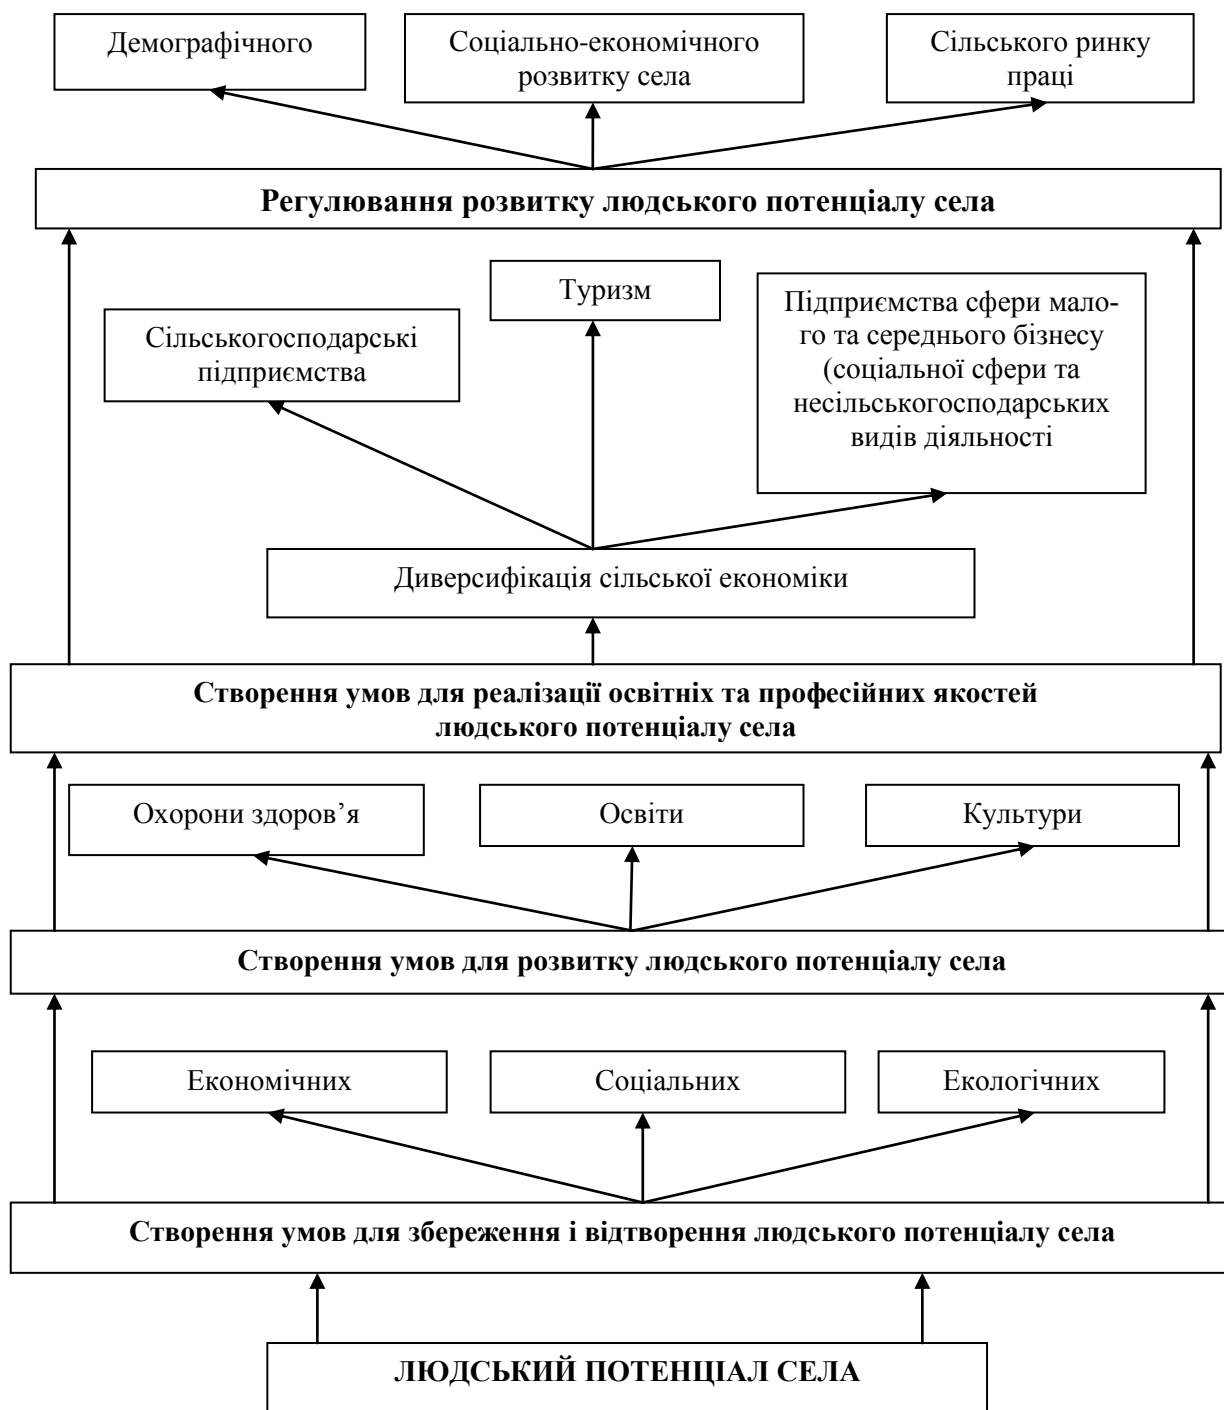 Демографічного
Соціально-економічного
розвитку села
Сільського ринку
праці
Регулювання розвитку людського потенціалу села
Туризм
Сільськогосподарські
підприємства
Підприємства сфери мало-
го та середнього бізнесу
(соціальної сфери та
несільськогосподарських
видів діяльності
Диверсифікація сільської економіки
Створення умов для реалізації освітніх та професійних якостей
людського потенціалу села
Охорони здоров’я
Освіти
Культури
Створення умов для розвитку людського потенціалу села
Економічних
Соціальних
Екологічних
Створення умов для збереження і відтворення людського потенціалу села
ЛЮДСЬКИЙ ПОТЕНЦІАЛ СЕЛА